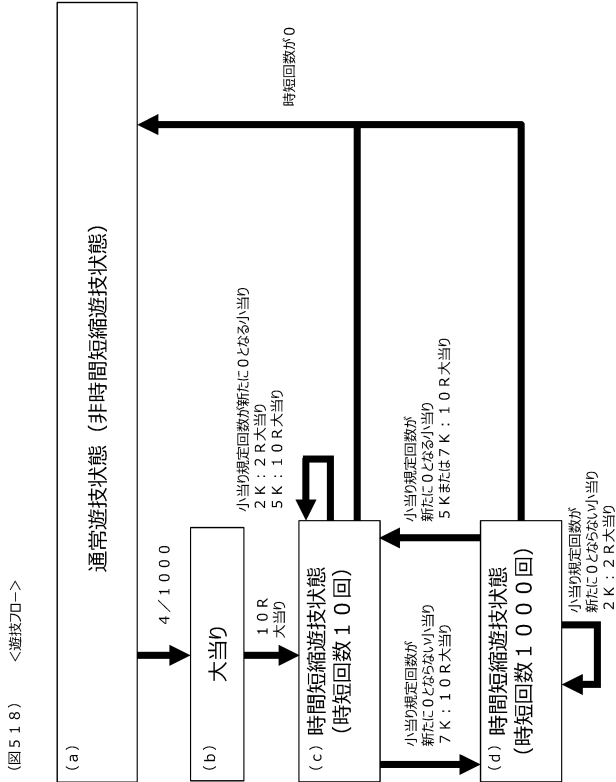 (図518) <遊技フロー>
(a)
通常遊技状態(非時間短縮遊技状態)
4/1000
時短回数が0
(b)
大当り
10R
大当り
小当り規定回数が新たに0となる小当り
2K:2R大当り
5K:10R大当り
(c)
時間短縮遊技状態
(時短回数10回)
小当り規定回数が
新たに0とならない小当り
7K:10R大当り
小当り規定回数が
新たに0となる小当り
5Kまたは7K:10R大当り
(d)
時間短縮遊技状態
(時短回数1000回)
小当り規定回数が
新たに0とならない小当り
2K:2R大当り